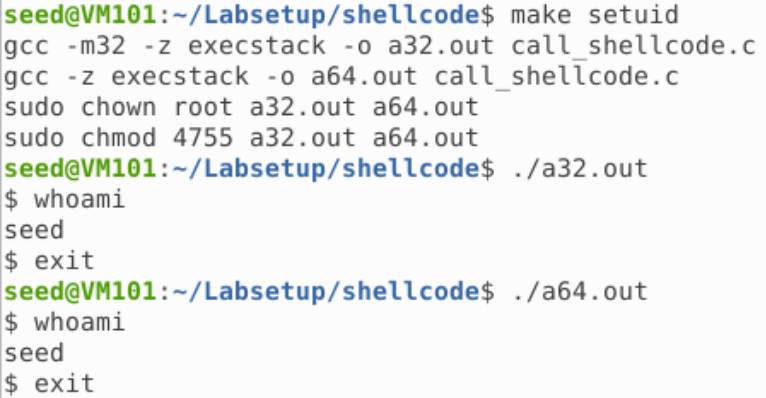 seed@VM101:~/Labsetup/shellcode$ make setuid
gcc -m32 -z execstack -o a32.out call_shellcode.c
gcc -z execstack -o a64.out call_shellcode.c
sudo chown root a32.out a64.out
sudo chmod 4755 a32.out a64.out
seed@VM101:~/Labsetup/shellcode$ ./a32.out
$ whoami
seed
$ exit
seed@VM101:~/Labsetup/shellcode$ ./a64.out
$ whoami
seed
$ exit